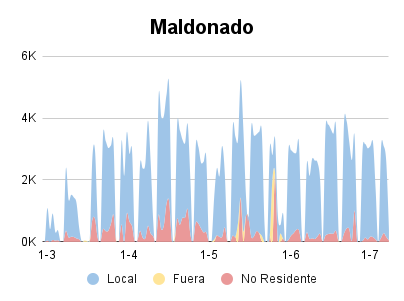 Maldonado
6K
4K
2K
0K
1-3 1-4 1-5 1-6 1-7
Local Fuera No Residente